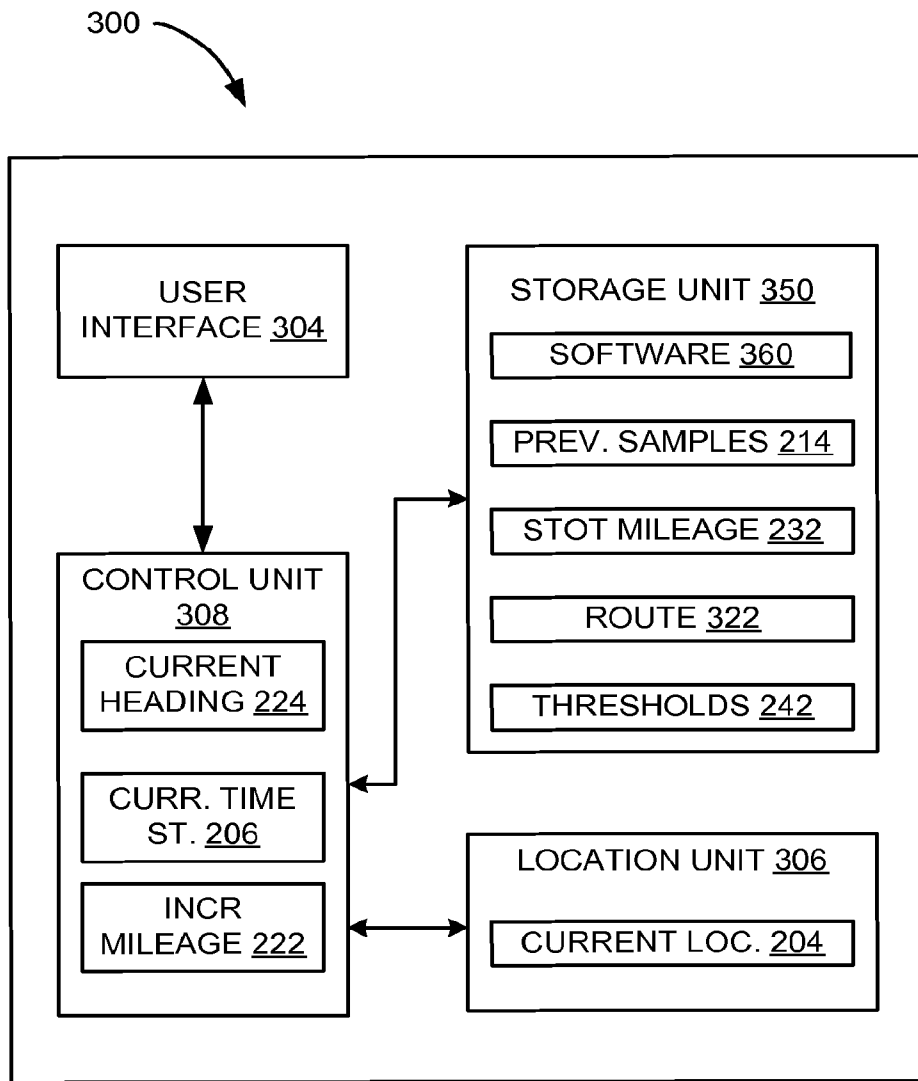 300
USER
INTERFACE 304
CONTROL UNIT
308
CURRENT
HEADING 224
CURR. TIME
ST. 206
INCR
MILEAGE 222
STORAGE UNIT 350
SOFTWARE 360
PREV. SAMPLES 214
STOT MILEAGE 232
ROUTE 322
THRESHOLDS 242
LOCATION UNIT 306
CURRENT LOC. 204